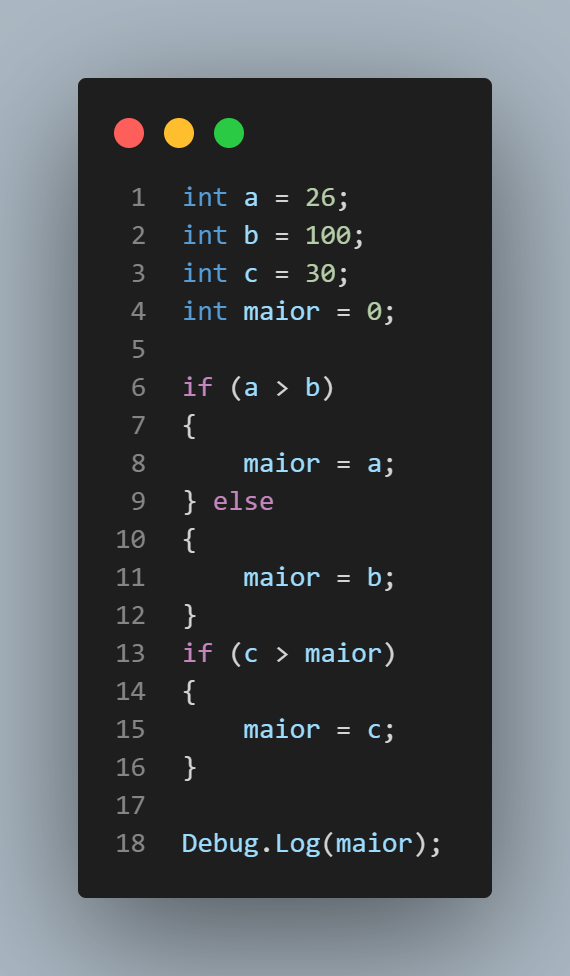 1 int a = 26;
2 int b = 100;
3 int c = 30;
4 int maior = 0;
5
6 if (a > b)
7 {
8     maior = a;
9 } else
10 {
11     maior = b;
12 }
13 if (c > maior)
14 {
15     maior = c;
16 }
17
18 Debug.Log(maior);